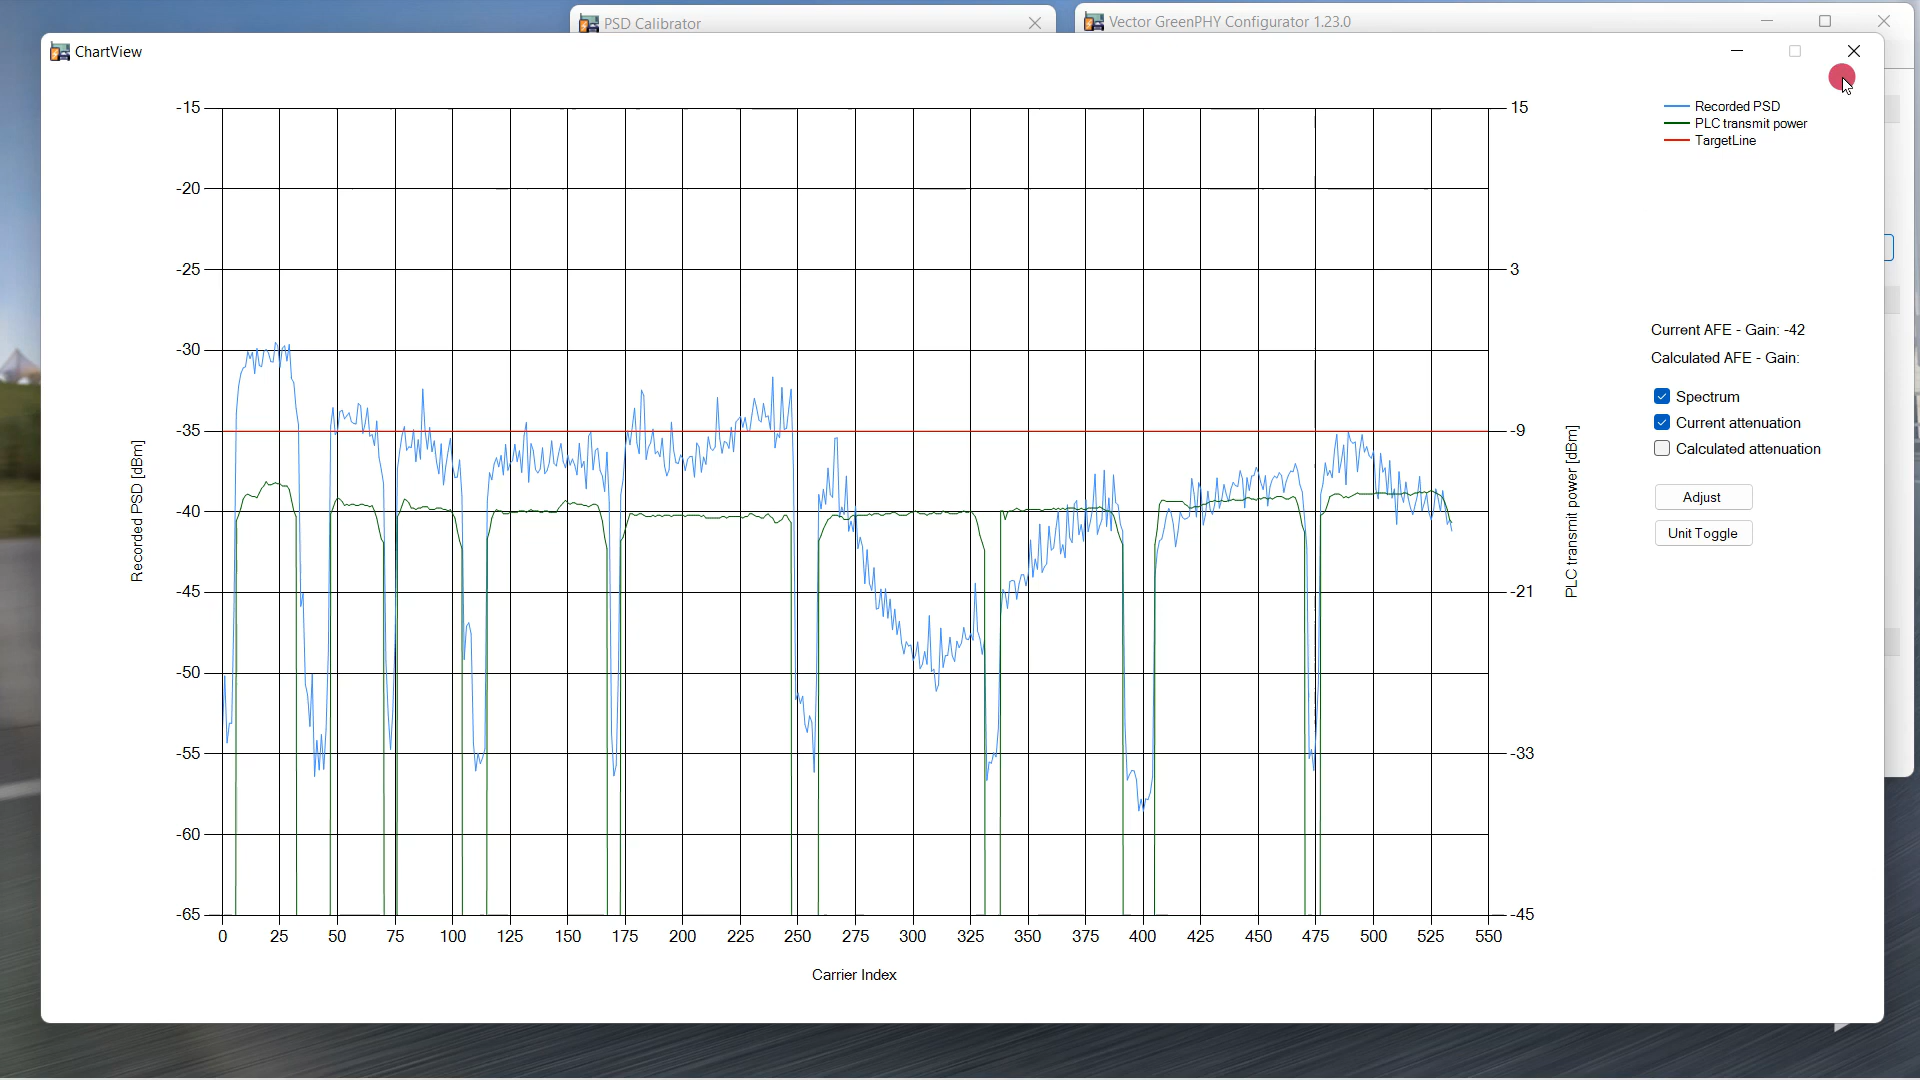 PSD Calibrator
Vector GreenPHY Configurator 1.23.0
ChartView
Recorded PSD
PLC transmit power
TargetLine
-15
-20
-25
-30
-35
-40
-45
-50
-55
-60
-65
15
3
-9
-21
-33
-45
Recorded PSD [dBm]
PLC transmit power [dBm]
0 25 50 75 100 125 150 175 200 225 250 275 300 325 350 375 400 425 450 475 500 525 550
Carrier Index
Current AFE - Gain: -42
Calculated AFE - Gain:
Spectrum
Current attenuation
Calculated attenuation
Adjust
Unit Toggle